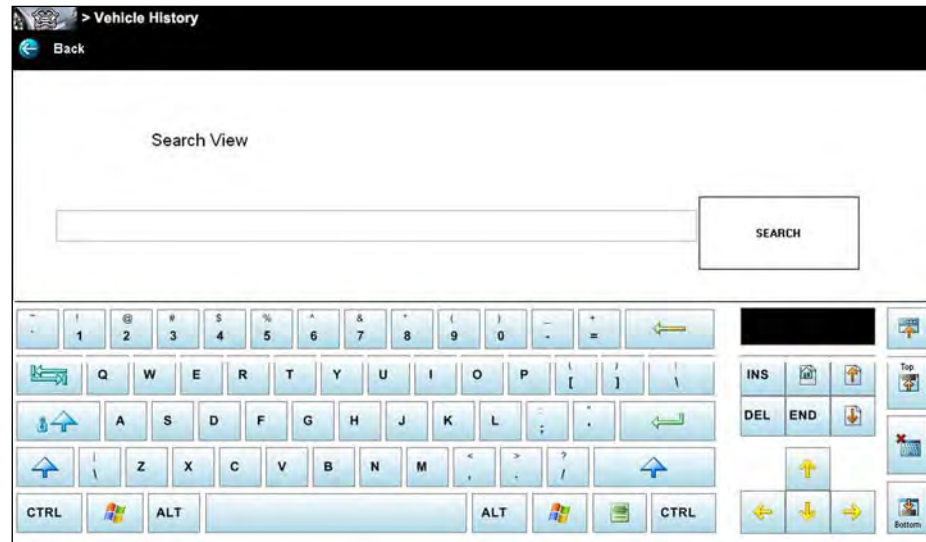 > Vehicle History
Back
Search View
SEARCH
~ ! @ # $ % ^ & * ( ) _ +
` 1 2 3 4 5 6 7 8 9 0 - =
Q W E R T Y U I O P { [ } ] | \
INS
Top
A S D F G H J K L : ; " '
DEL END
| \ Z X C V B N M < , > . ? /
CTRL ALT ALT CTRL
Bottom